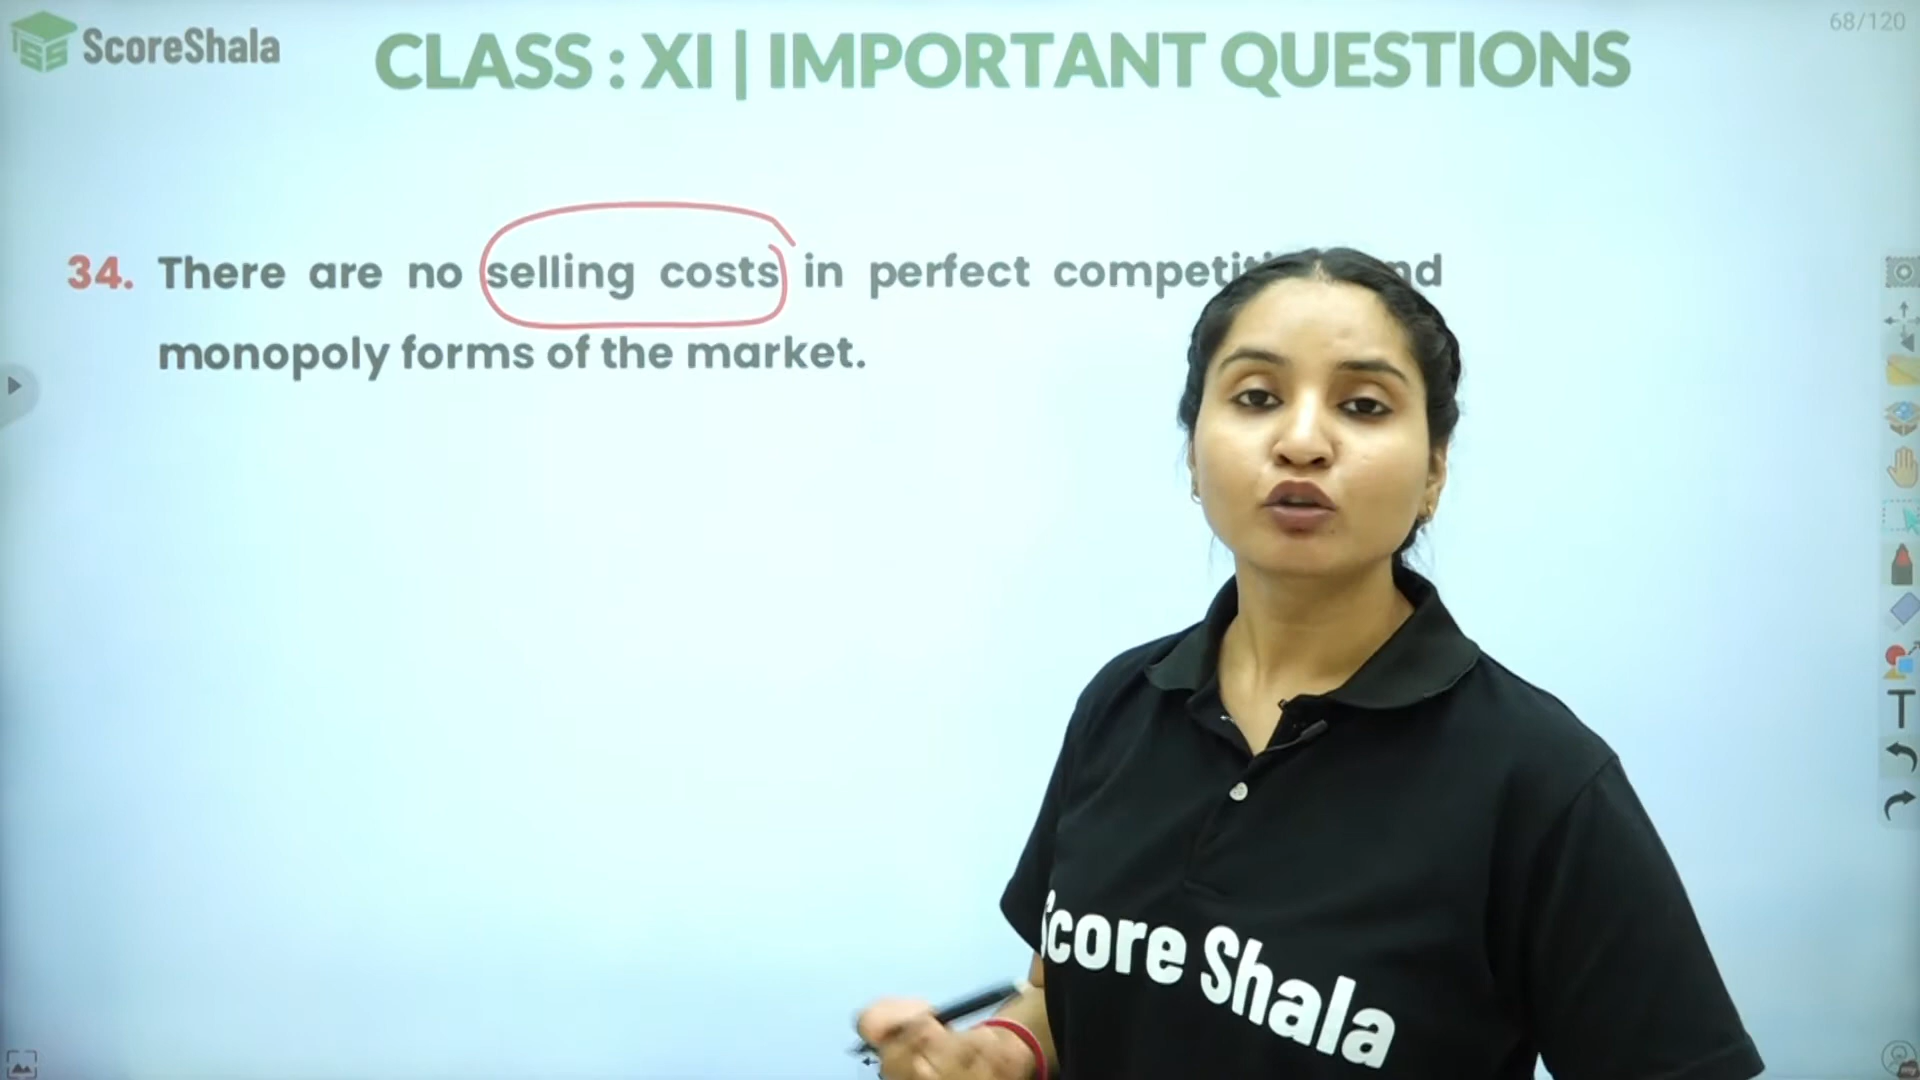 ScoreShala
CLASS : XI | IMPORTANT QUESTIONS
68/120
34. There are no selling costs in perfect
monopoly forms of the market.
Score Shala